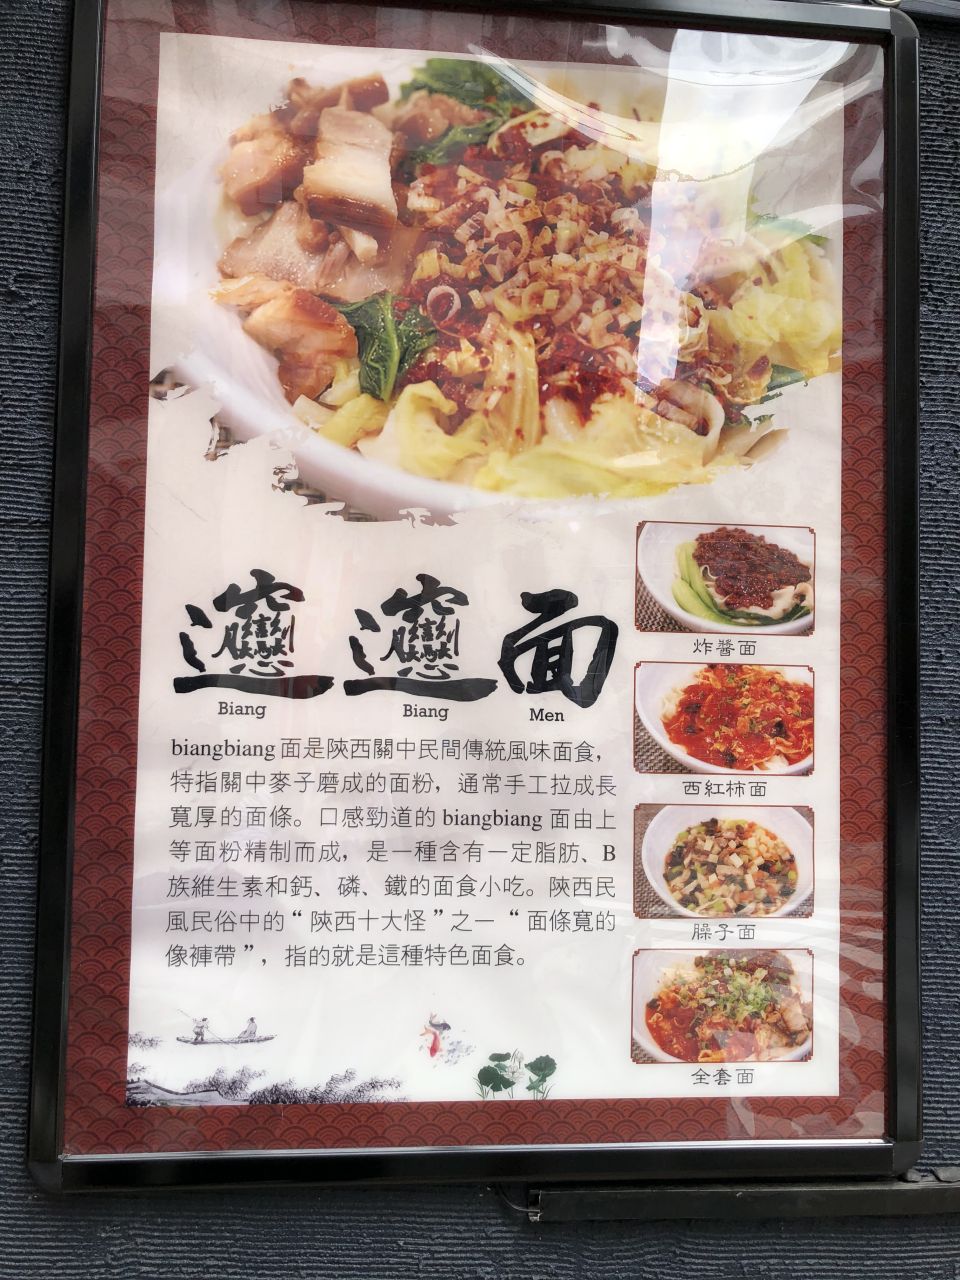 𰻞𰻞面
Biang Biang Men
biangbiang 面是陝西關中民間傳統風味面食，
特指關中麥子磨成的面粉，通常手工拉成長
寬厚的面條。口感勁道的 biangbiang 面由上
等面粉精制而成，是一種含有一定脂肪、B
族維生素和鈣、磷、鐵的面食小吃。陝西民
風民俗中的“陝西十大怪”之一“面條寬的
像褲帶”，指的就是這種特色面食。
炸醬面
西紅柿面
臊子面
全套面